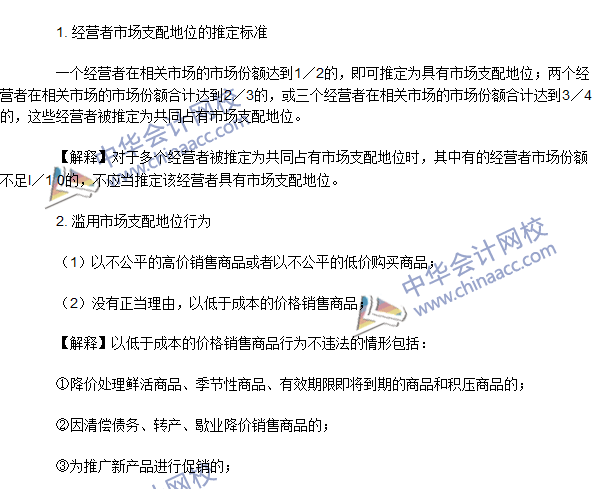 1. 经营者市场支配地位的推定标准
一个经营者在相关市场的市场份额达到1／2的，即可推定为具有市场支配地位；两个经
营者在相关市场的市场份额合计达到2／3的，或三个经营者在相关市场的市场份额合计达到3／4
的，这些经营者被推定为共同占有市场支配地位。
【解释】对于多个经营者被推定为共同占有市场支配地位时，其中有的经营者市场份额
不足l／10的，不应当推定该经营者具有市场支配地位。
2. 滥用市场支配地位行为
（1）以不公平的高价销售商品或者以不公平的低价购买商品；
（2）没有正当理由，以低于成本的价格销售商品；
【解释】以低于成本的价格销售商品行为不违法的情形包括：
①降价处理鲜活商品、季节性商品、有效期限即将到期的商品和积压商品的；
②因清偿债务、转产、歇业降价销售商品的；
③为推广新产品进行促销的；
中华会计网校
www.chinaacc.com
中华会计网校
www.chinaacc.com
中华会计网校